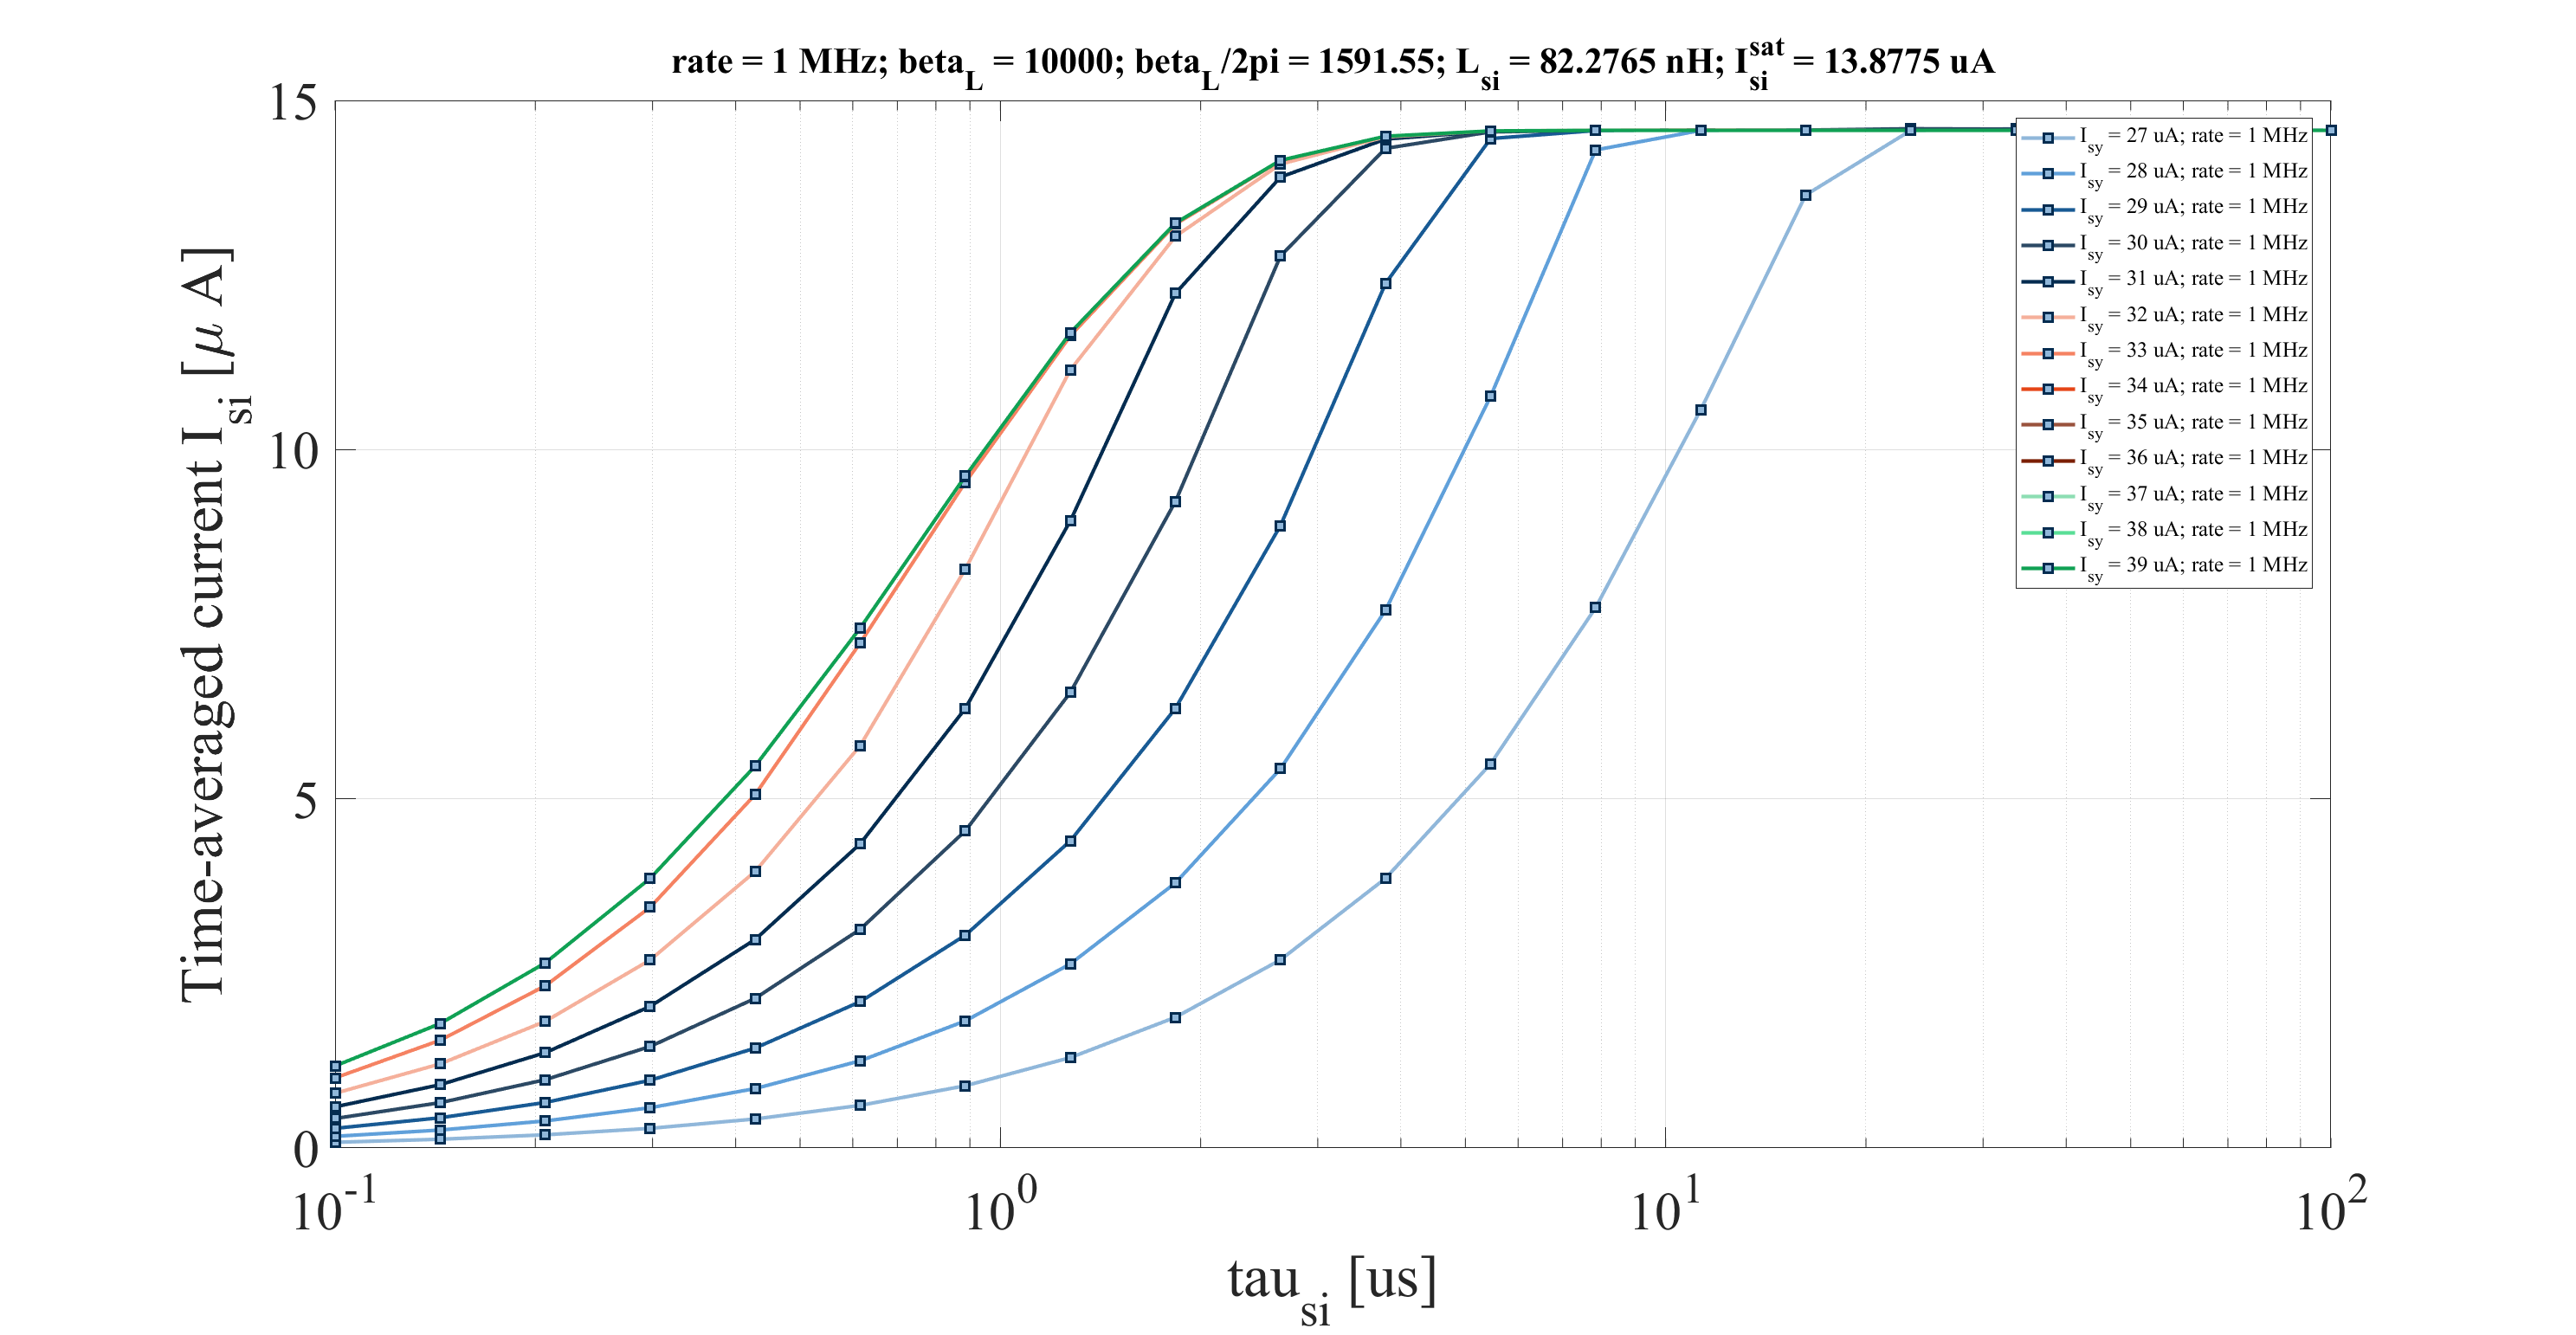 rate = 1 MHz; beta_L = 10000; beta_L/2pi = 1591.55; L_si = 82.2765 nH; I_si^sat = 13.8775 uA
15
10
5
0
Time-averaged current I_si [μ A]
I_sy = 27 uA; rate = 1 MHz
I_sy = 28 uA; rate = 1 MHz
I_sy = 29 uA; rate = 1 MHz
I_sy = 30 uA; rate = 1 MHz
I_sy = 31 uA; rate = 1 MHz
I_sy = 32 uA; rate = 1 MHz
I_sy = 33 uA; rate = 1 MHz
I_sy = 34 uA; rate = 1 MHz
I_sy = 35 uA; rate = 1 MHz
I_sy = 36 uA; rate = 1 MHz
I_sy = 37 uA; rate = 1 MHz
I_sy = 38 uA; rate = 1 MHz
I_sy = 39 uA; rate = 1 MHz
10^-1 10^0 10^1 10^2
tau_si [us]